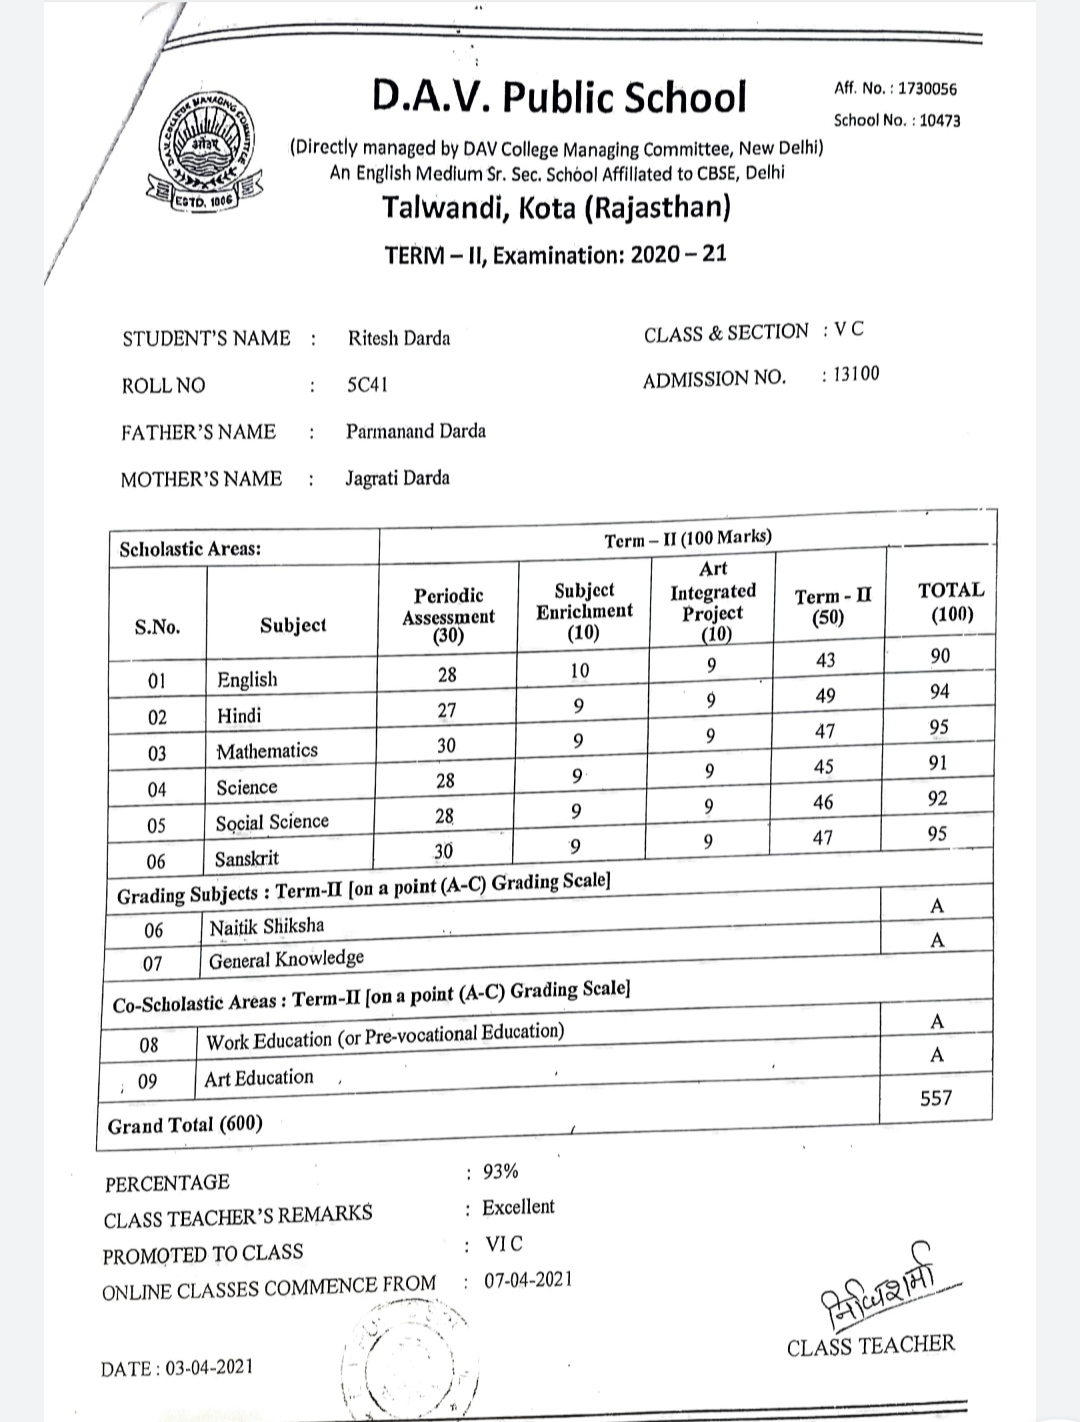 D.A.V. Public School
Aff. No. : 1730056
School No. : 10473
DAV COLLEGE MANAGING COMMITTEE
ओ३म्
ESTD. 1886
(Directly managed by DAV College Managing Committee, New Delhi)
An English Medium Sr. Sec. School Affiliated to CBSE, Delhi
Talwandi, Kota (Rajasthan)
TERM – II, Examination: 2020 – 21
STUDENT'S NAME : Ritesh Darda CLASS & SECTION : V C
ROLL NO : 5C41 ADMISSION NO. : 13100
FATHER'S NAME : Parmanand Darda
MOTHER'S NAME : Jagrati Darda
Scholastic Areas: Term – II (100 Marks)
S.No. Subject Periodic Assessment (30) Subject Enrichment (10) Art Integrated Project (10) Term - II (50) TOTAL (100)
01 English 28 10 9 43 90
02 Hindi 27 9 9 49 94
03 Mathematics 30 9 9 47 95
04 Science 28 9 9 45 91
05 Social Science 28 9 9 46 92
06 Sanskrit 30 9 9 47 95
Grading Subjects : Term-II [on a point (A-C) Grading Scale]
06 Naitik Shiksha A
07 General Knowledge A
Co-Scholastic Areas : Term-II [on a point (A-C) Grading Scale]
08 Work Education (or Pre-vocational Education) A
09 Art Education A
Grand Total (600) 557
PERCENTAGE : 93%
CLASS TEACHER'S REMARKS : Excellent
PROMOTED TO CLASS : VI C
ONLINE CLASSES COMMENCE FROM : 07-04-2021
CLASS TEACHER
DATE : 03-04-2021